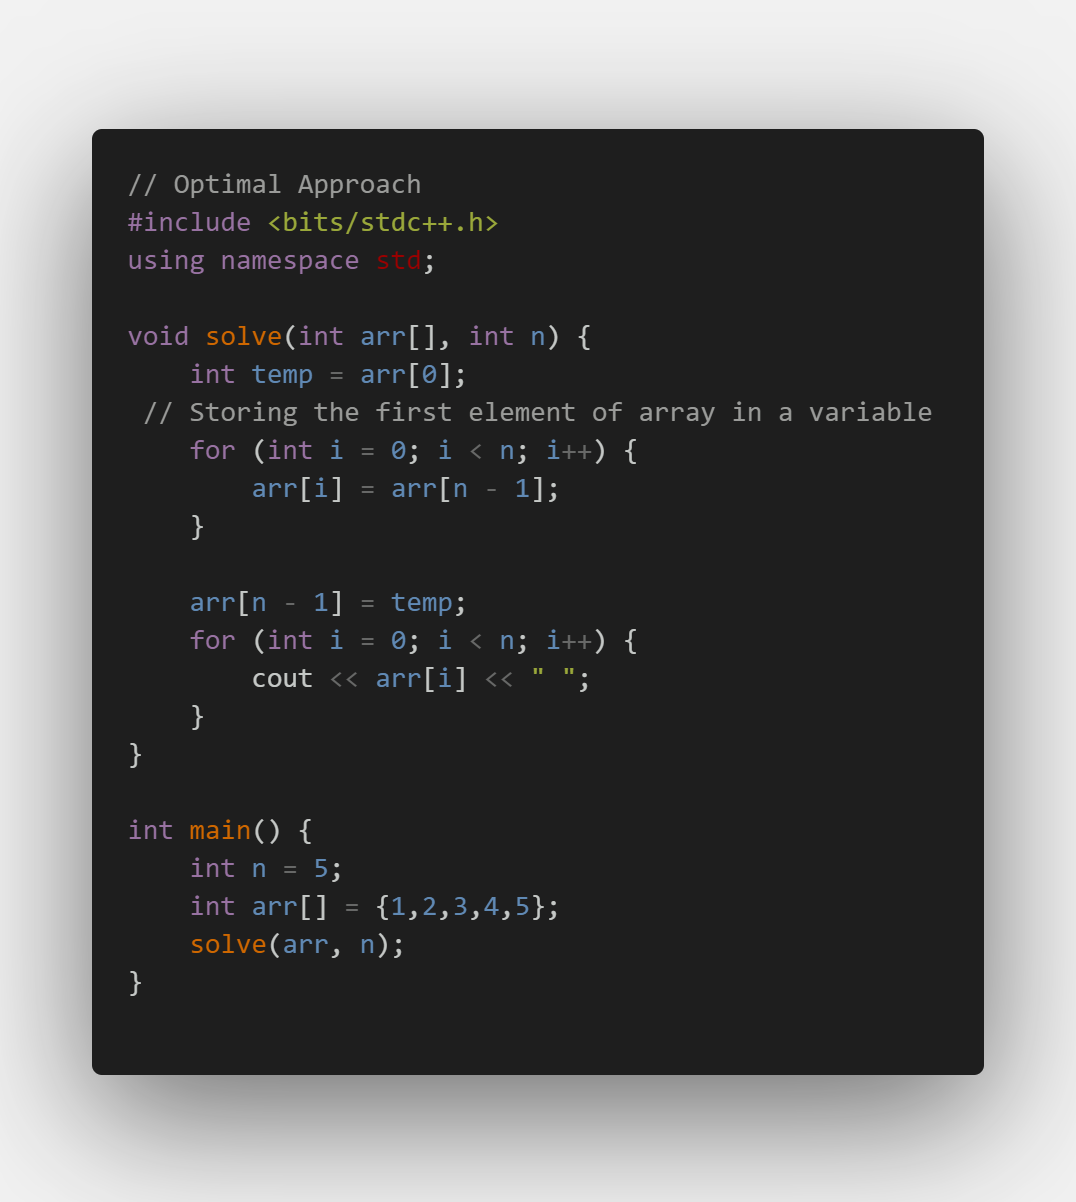 // Optimal Approach
#include <bits/stdc++.h>
using namespace std;

void solve(int arr[], int n) {
    int temp = arr[0];
 // Storing the first element of array in a variable
    for (int i = 0; i < n; i++) {
        arr[i] = arr[n - 1];
    }

    arr[n - 1] = temp;
    for (int i = 0; i < n; i++) {
        cout << arr[i] << " ";
    }
}

int main() {
    int n = 5;
    int arr[] = {1,2,3,4,5};
    solve(arr, n);
}